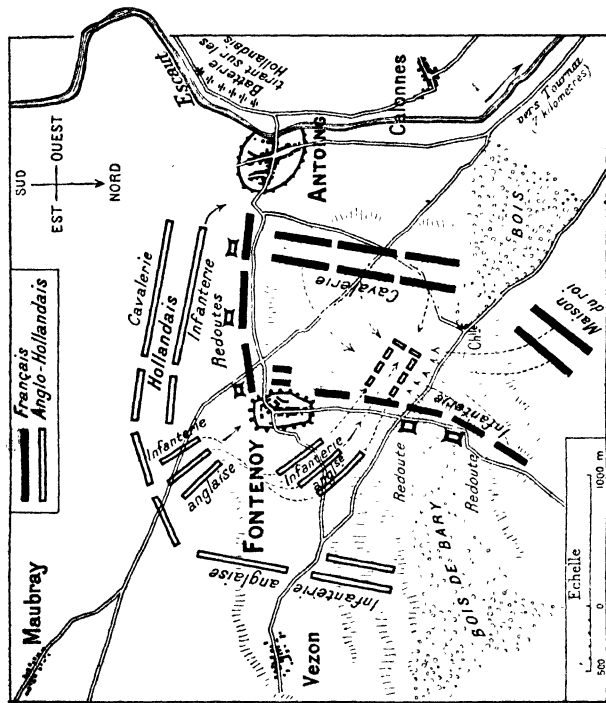 SUD
OUEST
EST
NORD
Français
Anglo-Hollandais
Maubray
Escaut
Batterie
tirant sur les
Hollandais
Cavalerie
Hollandais
Infanterie
Redoutes
ANTOING
Calonnes
vers Tournai
(7 kilomètres)
Infanterie
anglaise
FONTENOY
Infanterie
anglaise
Cavalerie
BOIS
Chlle
Maison
du roi
Infanterie
anglaise
Vezon
Redoute
Redoute
Infanterie
BOIS DE BARY
Echelle
500
0
1000 m